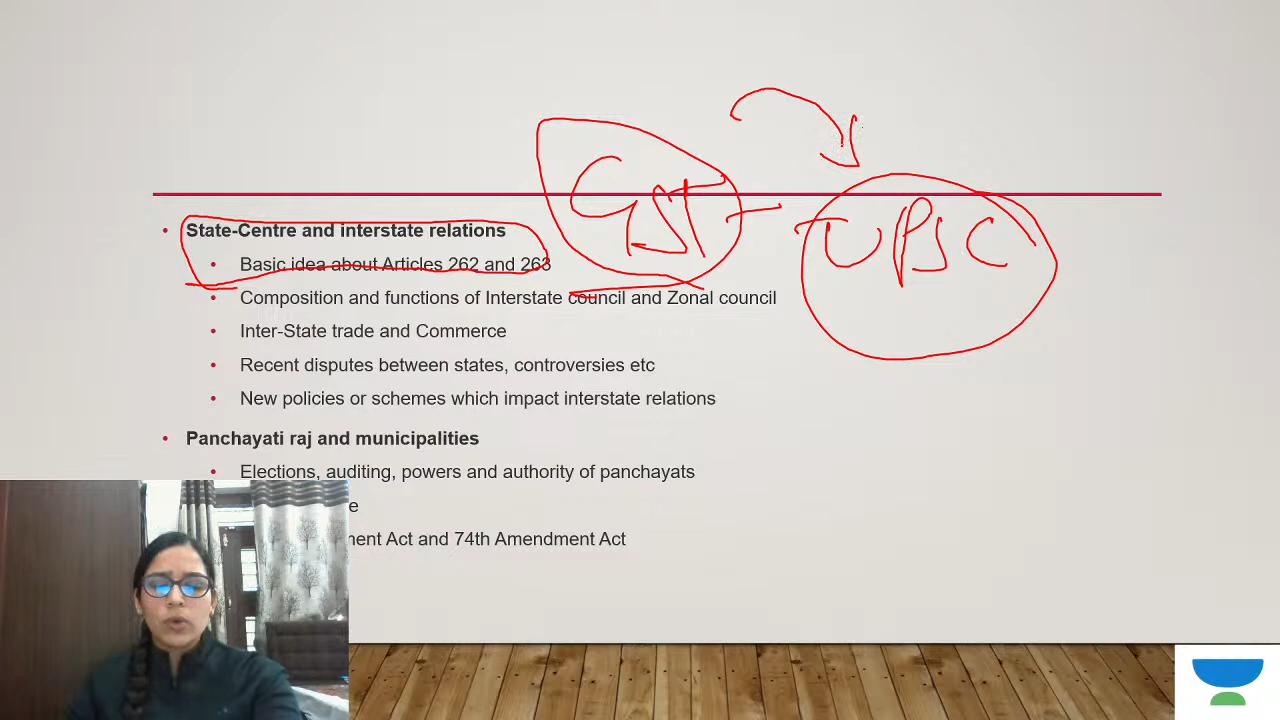 GST - UPSC
State-Centre and interstate relations
Basic idea about Articles 262 and 263
Composition and functions of Interstate council and Zonal council
Inter-State trade and Commerce
Recent disputes between states, controversies etc
New policies or schemes which impact interstate relations
Panchayati raj and municipalities
Elections, auditing, powers and authority of panchayats
Act and 74th Amendment Act